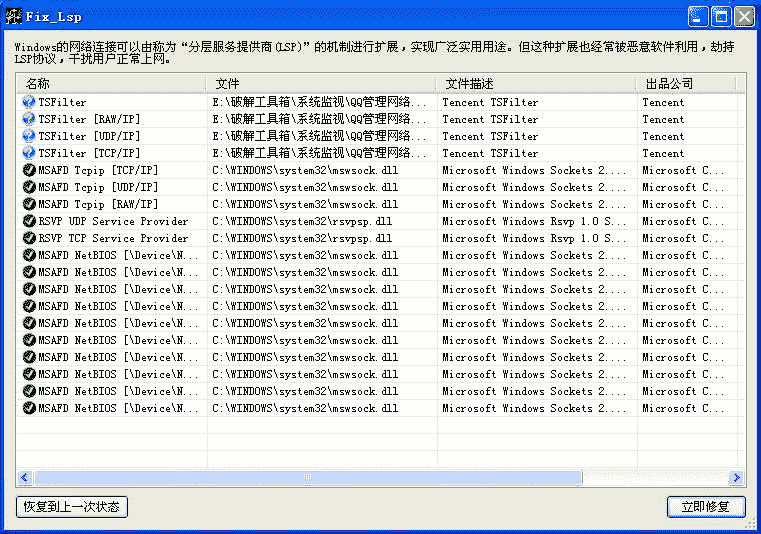 Fix_Lsp
Windows的网络连接可以由称为“分层服务提供商(LSP)”的机制进行扩展，实现广泛实用用途。但这种扩展也经常被恶意软件利用，劫持
LSP协议，干扰用户正常上网。
名称 文件 文件描述 出品公司
TSFilter E:\破解工具箱\系统监视\QQ管理网络... Tencent TSFilter Tencent
TSFilter [RAW/IP] E:\破解工具箱\系统监视\QQ管理网络... Tencent TSFilter Tencent
TSFilter [UDP/IP] E:\破解工具箱\系统监视\QQ管理网络... Tencent TSFilter Tencent
TSFilter [TCP/IP] E:\破解工具箱\系统监视\QQ管理网络... Tencent TSFilter Tencent
MSAFD Tcpip [TCP/IP] C:\WINDOWS\system32\mswsock.dll Microsoft Windows Sockets 2.... Microsoft C...
MSAFD Tcpip [UDP/IP] C:\WINDOWS\system32\mswsock.dll Microsoft Windows Sockets 2.... Microsoft C...
MSAFD Tcpip [RAW/IP] C:\WINDOWS\system32\mswsock.dll Microsoft Windows Sockets 2.... Microsoft C...
RSVP UDP Service Provider C:\WINDOWS\system32\rsvpsp.dll Microsoft Windows Rsvp 1.0 S... Microsoft C...
RSVP TCP Service Provider C:\WINDOWS\system32\rsvpsp.dll Microsoft Windows Rsvp 1.0 S... Microsoft C...
MSAFD NetBIOS [\Device\N... C:\WINDOWS\system32\mswsock.dll Microsoft Windows Sockets 2.... Microsoft C...
MSAFD NetBIOS [\Device\N... C:\WINDOWS\system32\mswsock.dll Microsoft Windows Sockets 2.... Microsoft C...
MSAFD NetBIOS [\Device\N... C:\WINDOWS\system32\mswsock.dll Microsoft Windows Sockets 2.... Microsoft C...
MSAFD NetBIOS [\Device\N... C:\WINDOWS\system32\mswsock.dll Microsoft Windows Sockets 2.... Microsoft C...
MSAFD NetBIOS [\Device\N... C:\WINDOWS\system32\mswsock.dll Microsoft Windows Sockets 2.... Microsoft C...
MSAFD NetBIOS [\Device\N... C:\WINDOWS\system32\mswsock.dll Microsoft Windows Sockets 2.... Microsoft C...
MSAFD NetBIOS [\Device\N... C:\WINDOWS\system32\mswsock.dll Microsoft Windows Sockets 2.... Microsoft C...
MSAFD NetBIOS [\Device\N... C:\WINDOWS\system32\mswsock.dll Microsoft Windows Sockets 2.... Microsoft C...
MSAFD NetBIOS [\Device\N... C:\WINDOWS\system32\mswsock.dll Microsoft Windows Sockets 2.... Microsoft C...
MSAFD NetBIOS [\Device\N... C:\WINDOWS\system32\mswsock.dll Microsoft Windows Sockets 2.... Microsoft C...
恢复到上一次状态 立即修复